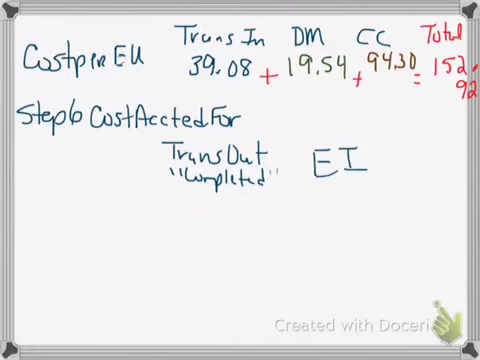 Trans In DM CC Total
Cost per EU 39.08 + 19.54 + 94.30 = 152.92
Step 6 Cost Accted For
Trans Out EI
"Completed"
Created with Doceri